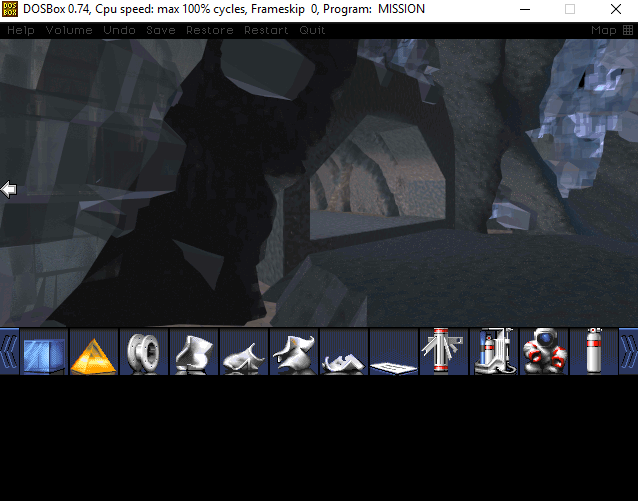 DOSBox 0.74, Cpu speed: max 100% cycles, Frameskip 0, Program: MISSION
Help Volume Undo Save Restore Restart Quit Map